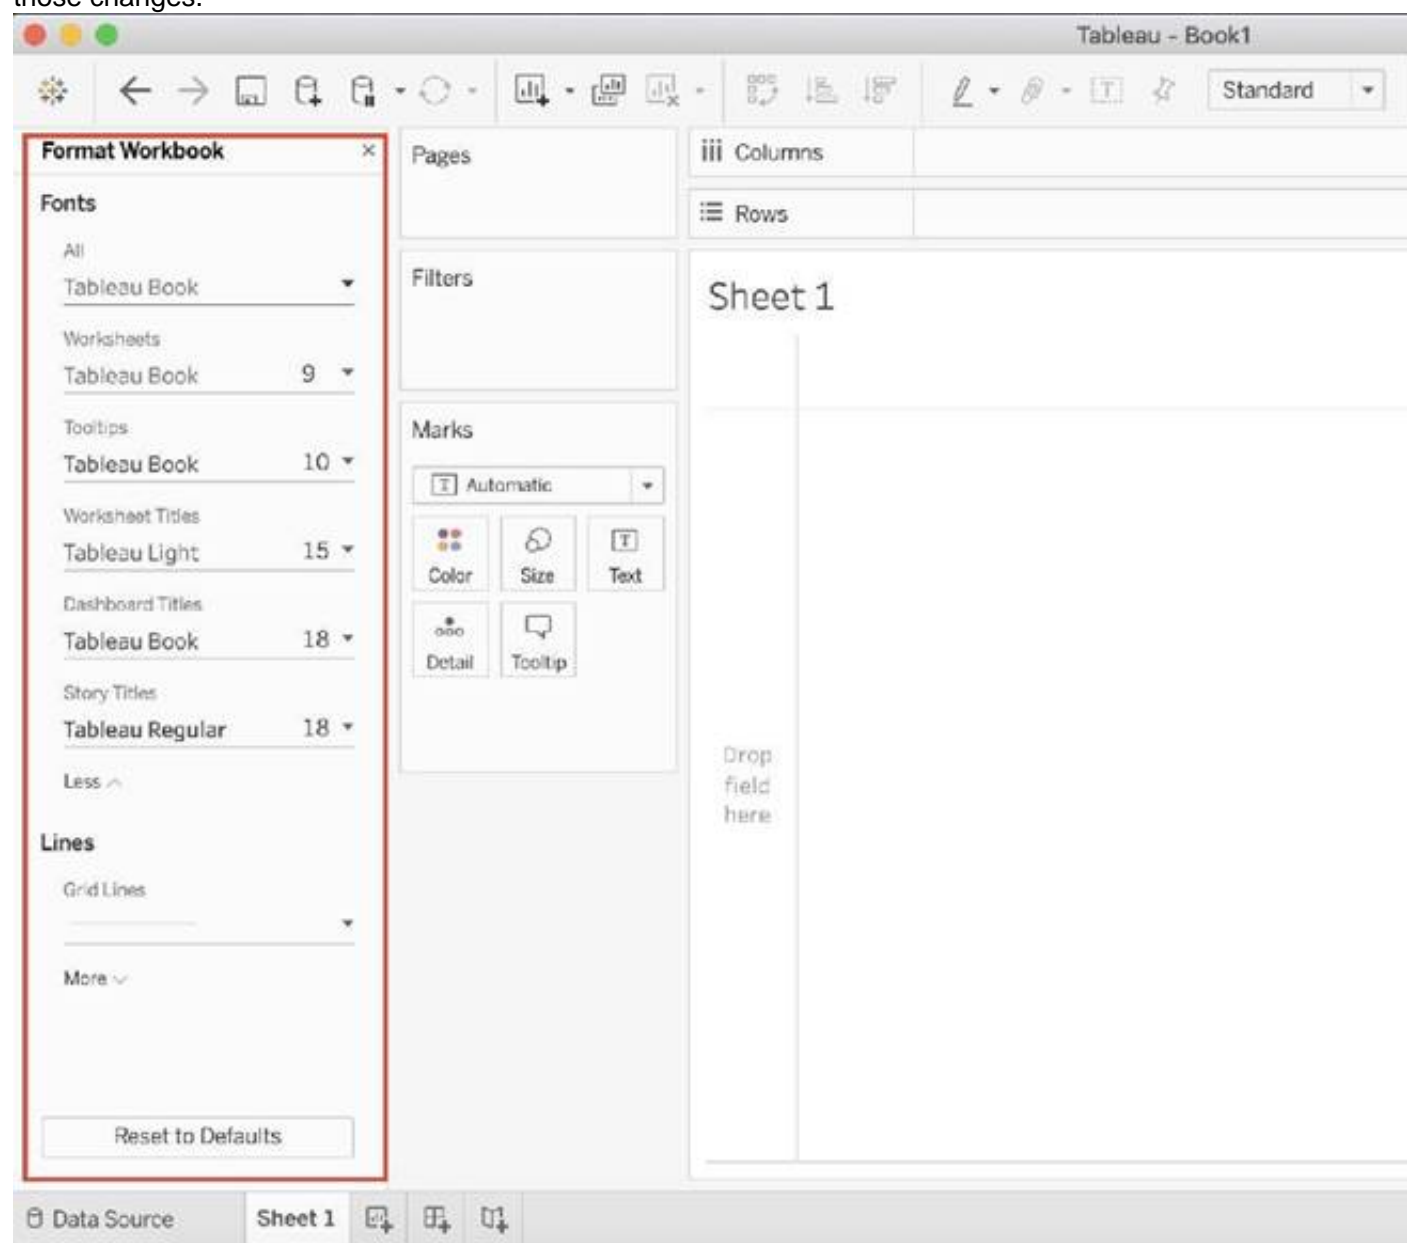 those changes.
Tableau - Book1
Standard
Format Workbook
Fonts
All
Tableau Book
Worksheets
Tableau Book 9
Tooltips
Tableau Book 10
Worksheet Titles
Tableau Light 15
Dashboard Titles
Tableau Book 18
Story Titles
Tableau Regular 18
Less
Lines
Grid Lines
More
Reset to Defaults
Pages
Filters
Marks
Automatic
Color Size Text
Detail Tooltip
Columns
Rows
Sheet 1
Drop
field
here
Data Source Sheet 1